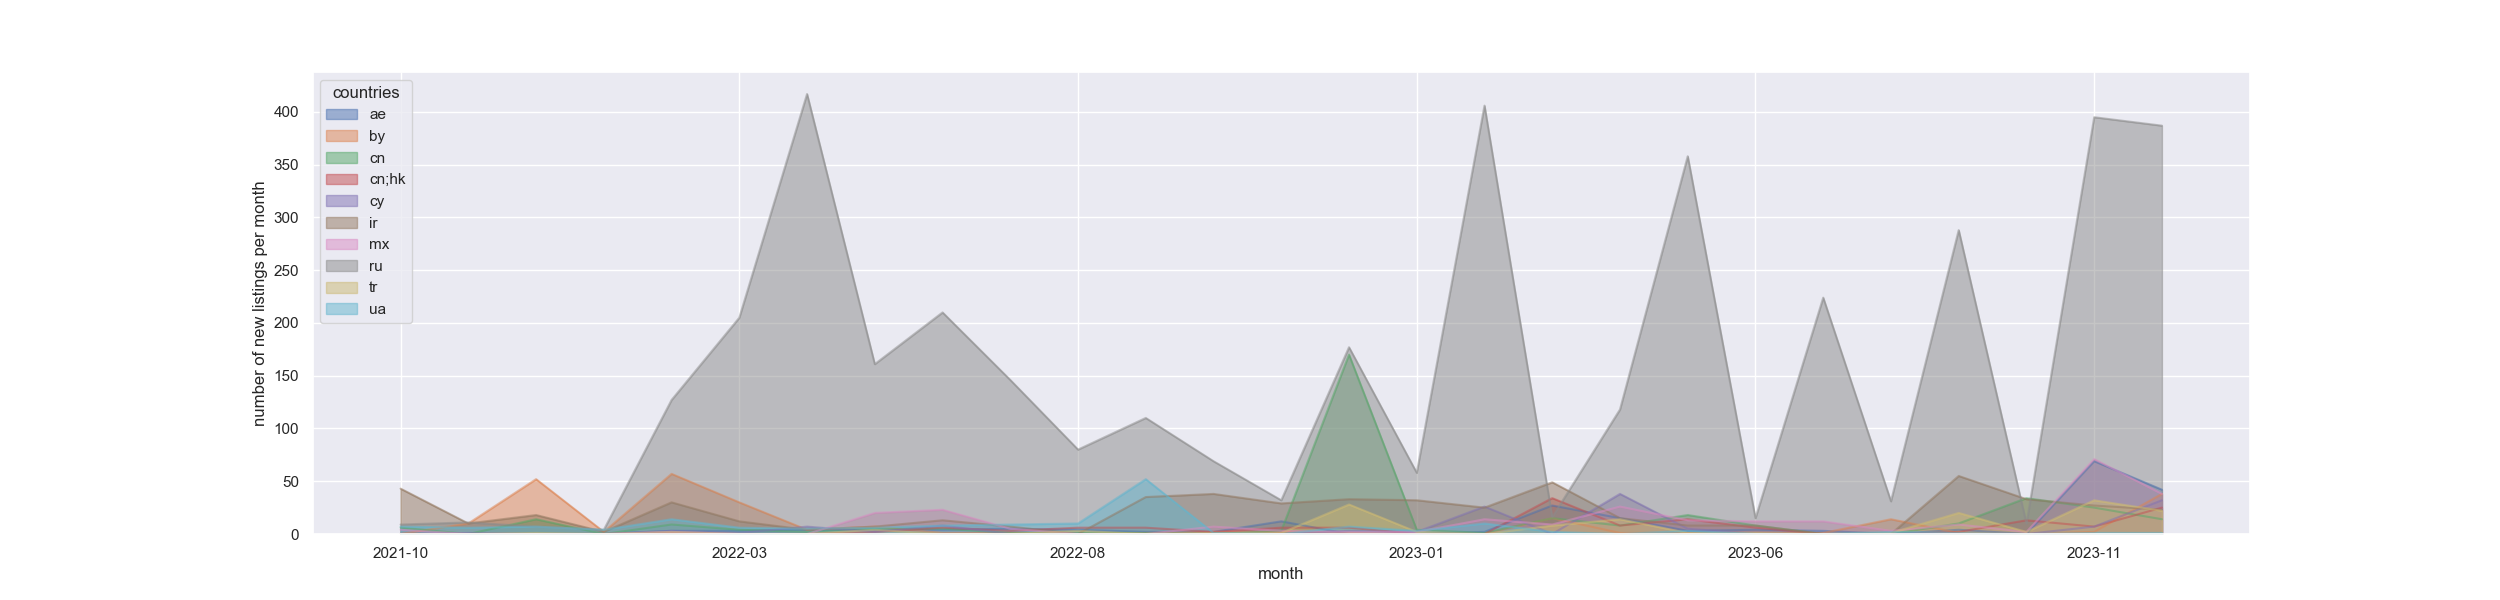 countries
ae
by
cn
cn;hk
cy
ir
mx
ru
tr
ua
number of new listings per month
400
350
300
250
200
150
100
50
0
2021-10 2022-03 2022-08 2023-01 2023-06 2023-11
month